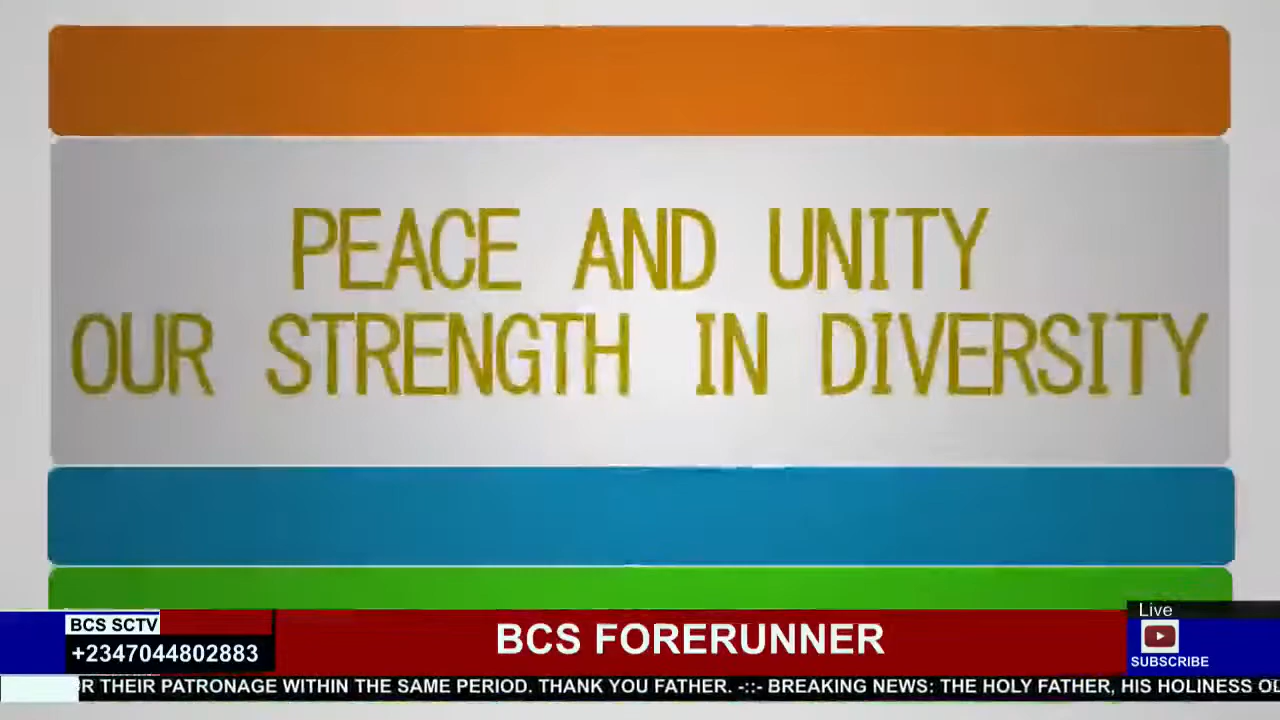 PEACE AND UNITY
OUR STRENGTH IN DIVERSITY
BCS SCTV
+2347044802883
BCS FORERUNNER
Live
SUBSCRIBE
THEIR PATRONAGE WITHIN THE SAME PERIOD. THANK YOU FATHER. -::- BREAKING NEWS: THE HOLY FATHER, HIS HOLINESS